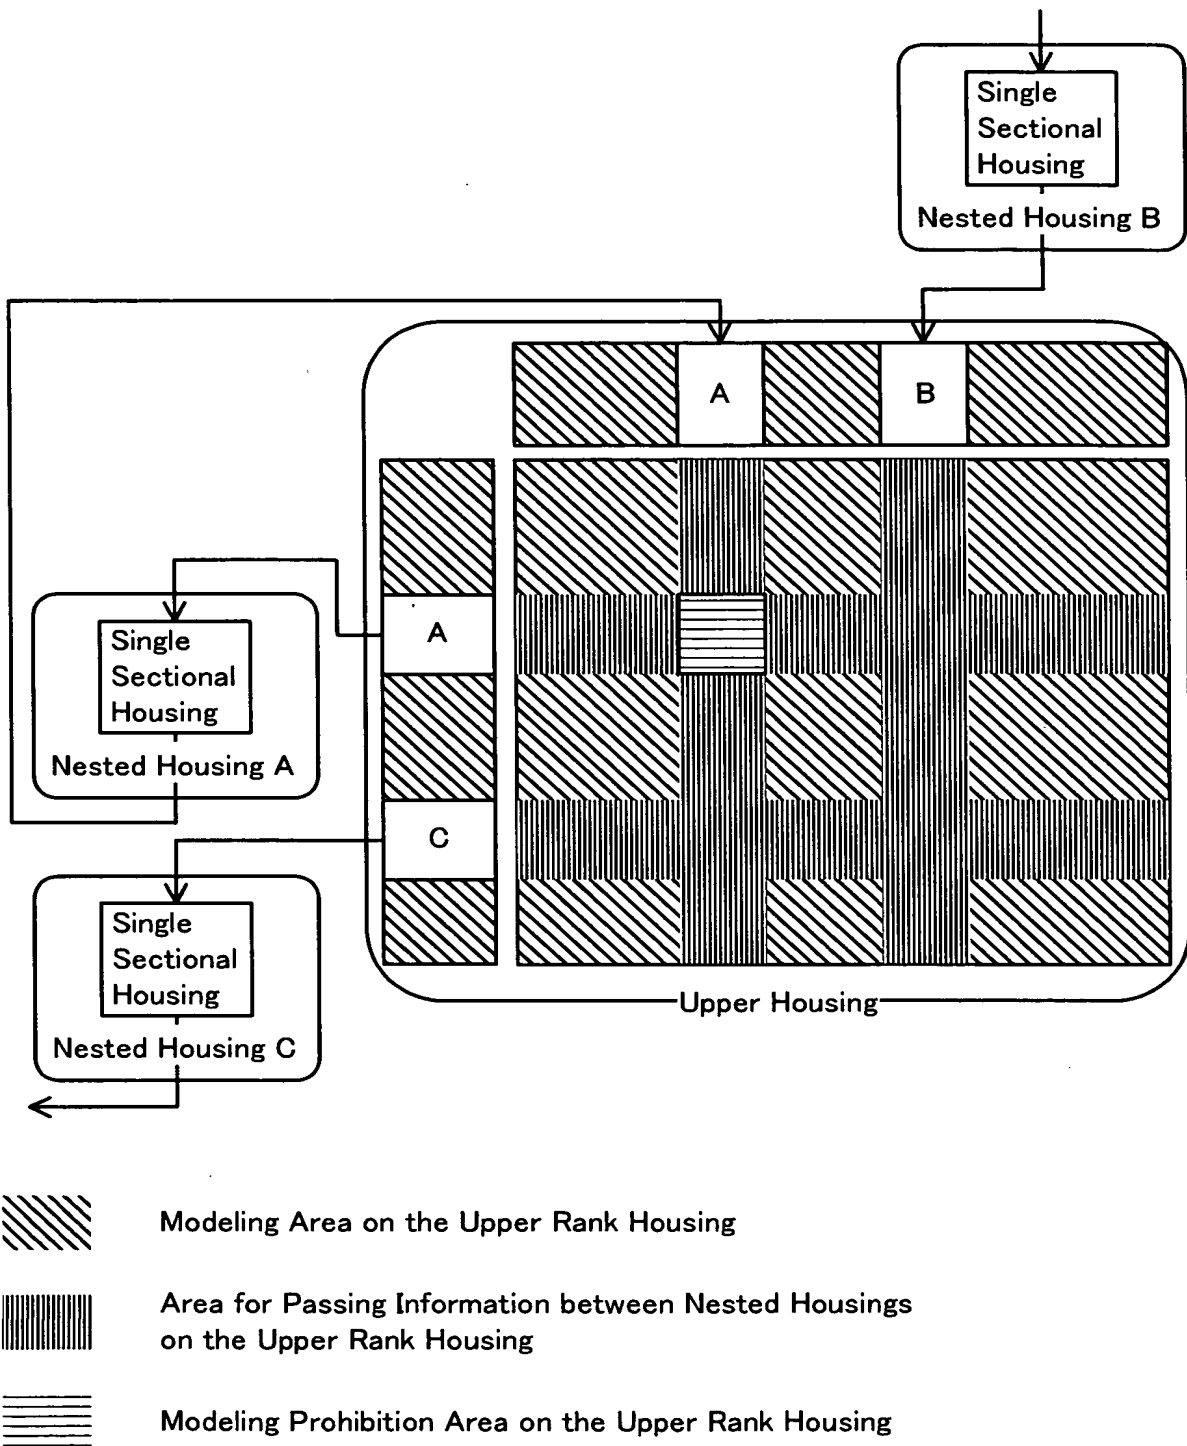 Single
Sectional
Housing
Nested Housing B
A
B
A
Single
Sectional
Housing
Nested Housing A
C
Single
Sectional
Housing
Nested Housing C
Upper Housing
Modeling Area on the Upper Rank Housing
Area for Passing Information between Nested Housings
on the Upper Rank Housing
Modeling Prohibition Area on the Upper Rank Housing